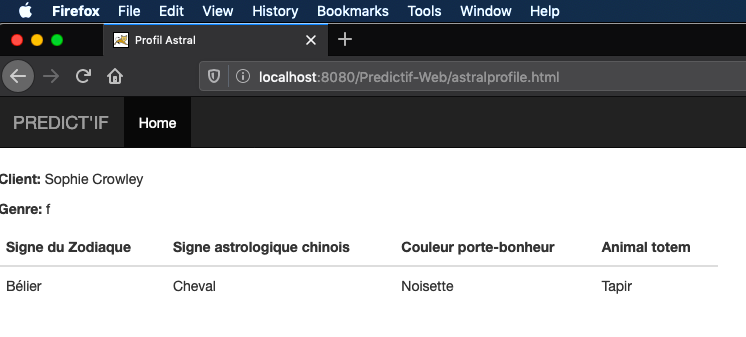 Firefox File Edit View History Bookmarks Tools Window Help
Profil Astral
localhost:8080/Predictif-Web/astralprofile.html
PREDICT'IF Home
Client: Sophie Crowley
Genre: f
Signe du Zodiaque Signe astrologique chinois Couleur porte-bonheur Animal totem
Bélier Cheval Noisette Tapir